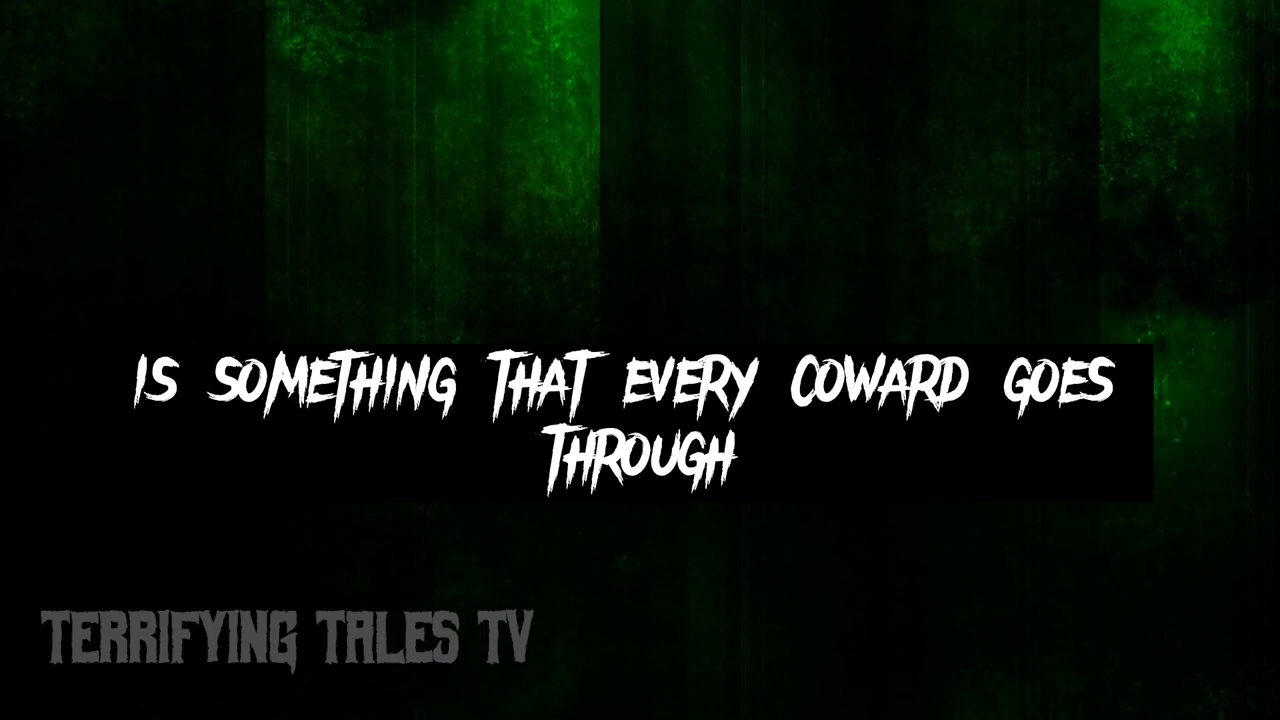 IS SOMETHING THAT EVERY COWARD GOES
THROUGH
TERRIFYING TALES TV